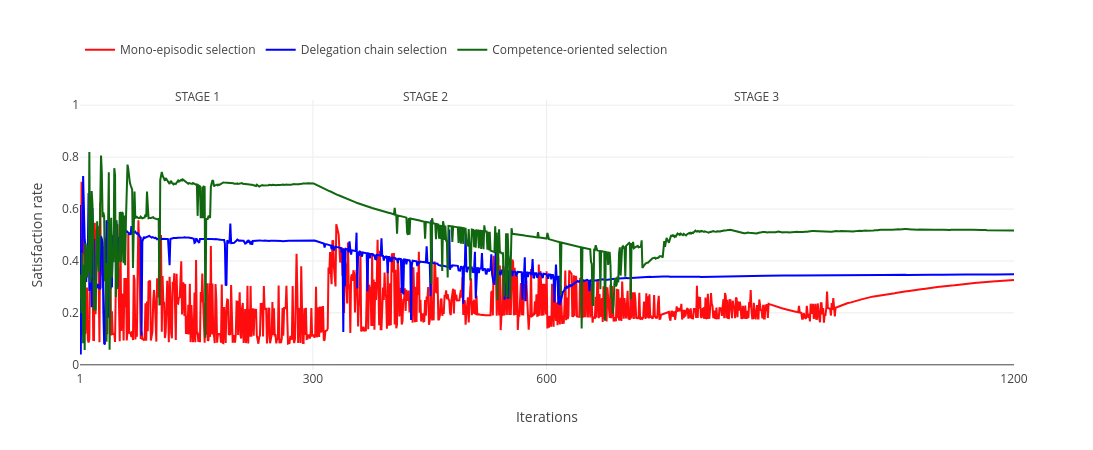 Mono-episodic selection Delegation chain selection Competence-oriented selection
STAGE 1 STAGE 2 STAGE 3
1
0.8
0.6
0.4
0.2
0
Satisfaction rate
1 300 600 1200
Iterations